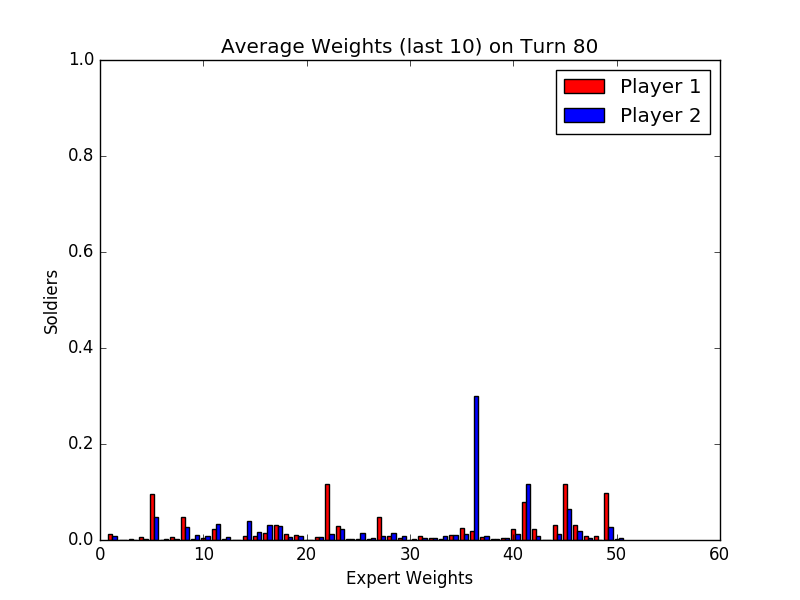 Average Weights (last 10) on Turn 80
1.0
0.8
0.6
0.4
0.2
0.0
Soldiers
Player 1
Player 2
0 10 20 30 40 50 60
Expert Weights